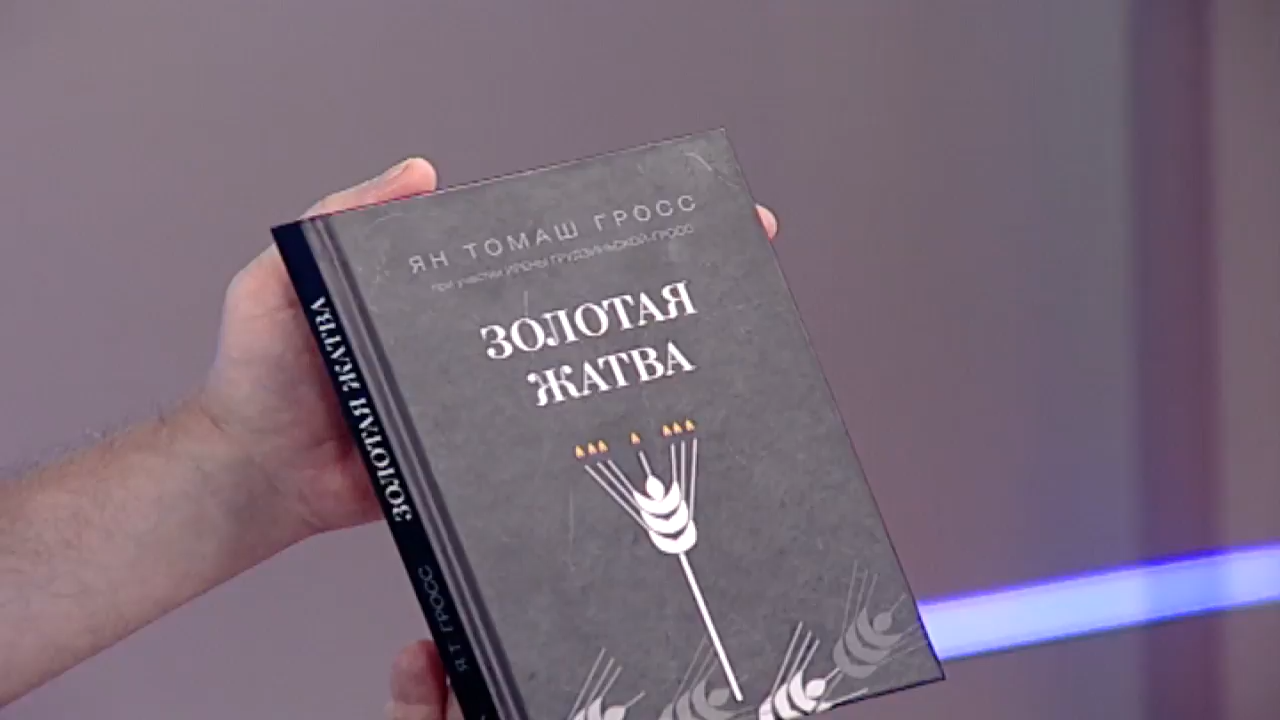 ЯН ТОМАШ ГРОСС
при участии ИРЕНЫ ГРУДЗИНЬСКОЙ-ГРОСС
ЗОЛОТАЯ
ЖАТВА
Я.Т. ГРОСС
ЗОЛОТАЯ ЖАТВА